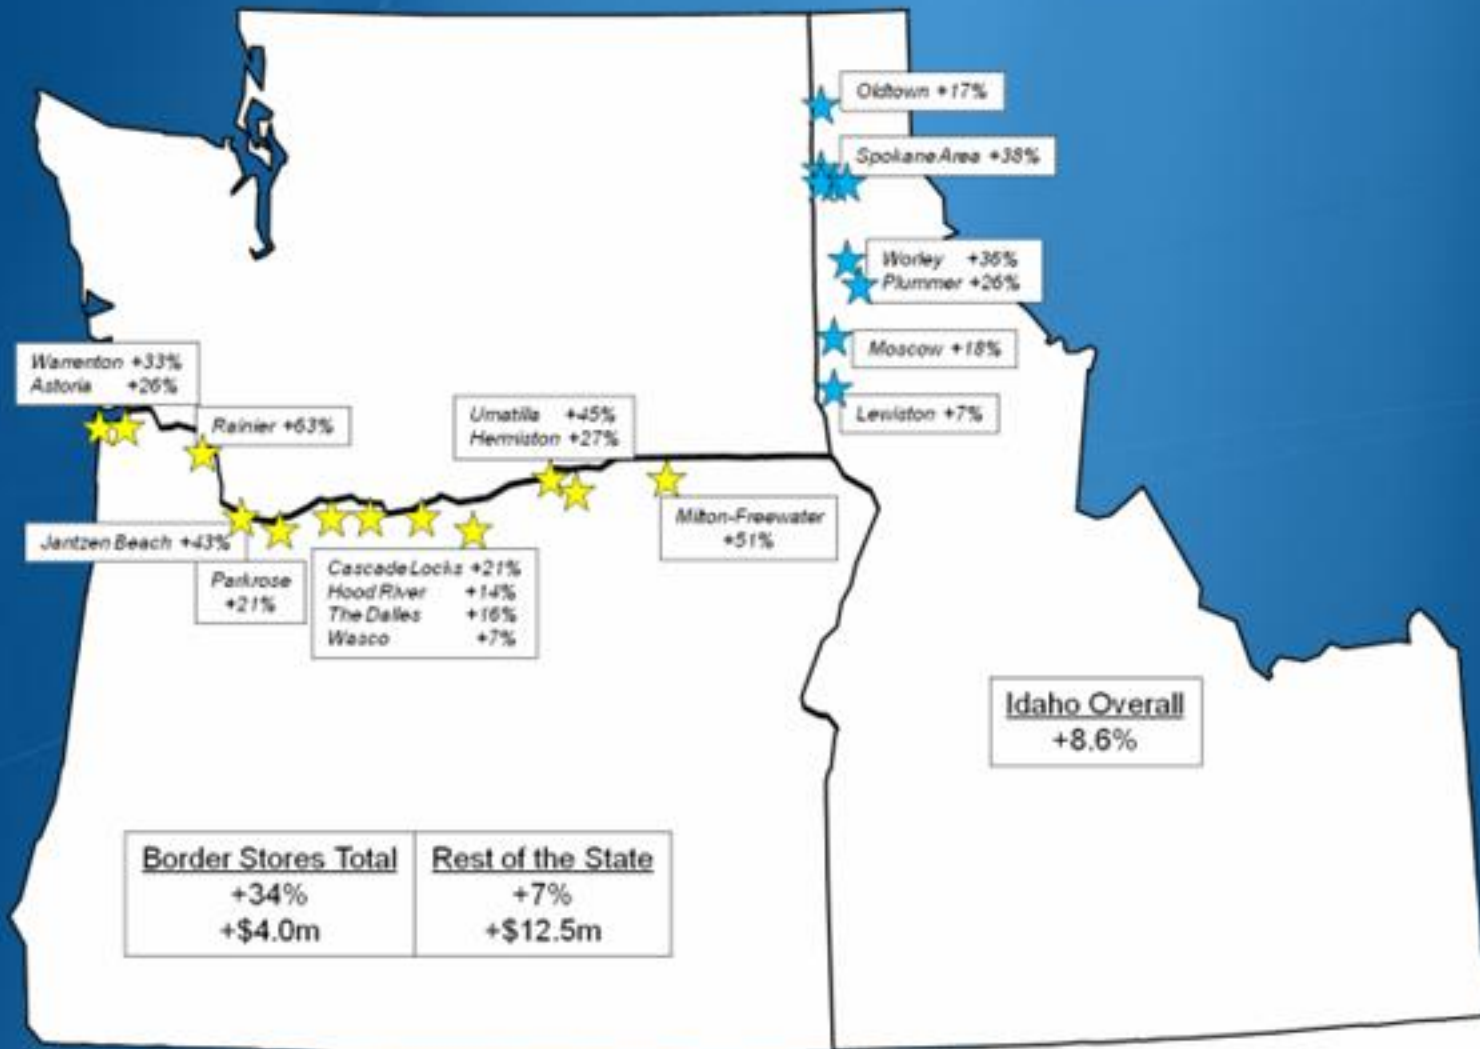 Oldtown +17%
Spokane Area +38%
Worley +36%
Plummer +26%
Moscow +18%
Lewiston +7%
Warrenton +33%
Astoria +26%
Rainier +63%
Umatilla +45%
Hermiston +27%
Milton-Freewater
+51%
Jantzen Beach +43%
Parkrose
+21%
Cascade Locks +21%
Hood River +14%
The Dalles +16%
Wasco +7%
Idaho Overall
+8.6%
Border Stores Total
+34%
+$4.0m
Rest of the State
+7%
+$12.5m